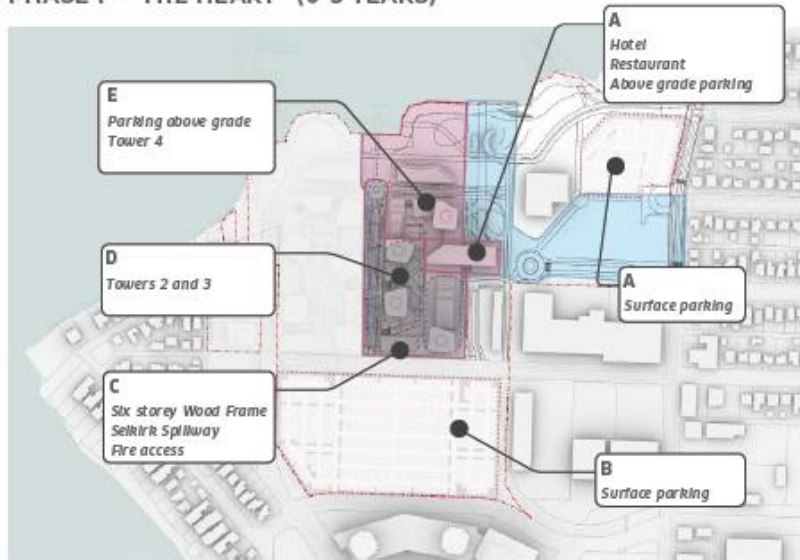 A
Hotel
Restaurant
Above grade parking
E
Parking above grade
Tower 4
D
Towers 2 and 3
A
Surface parking
C
Six storey Wood Frame
Selkirk Spillway
Fire access
B
Surface parking